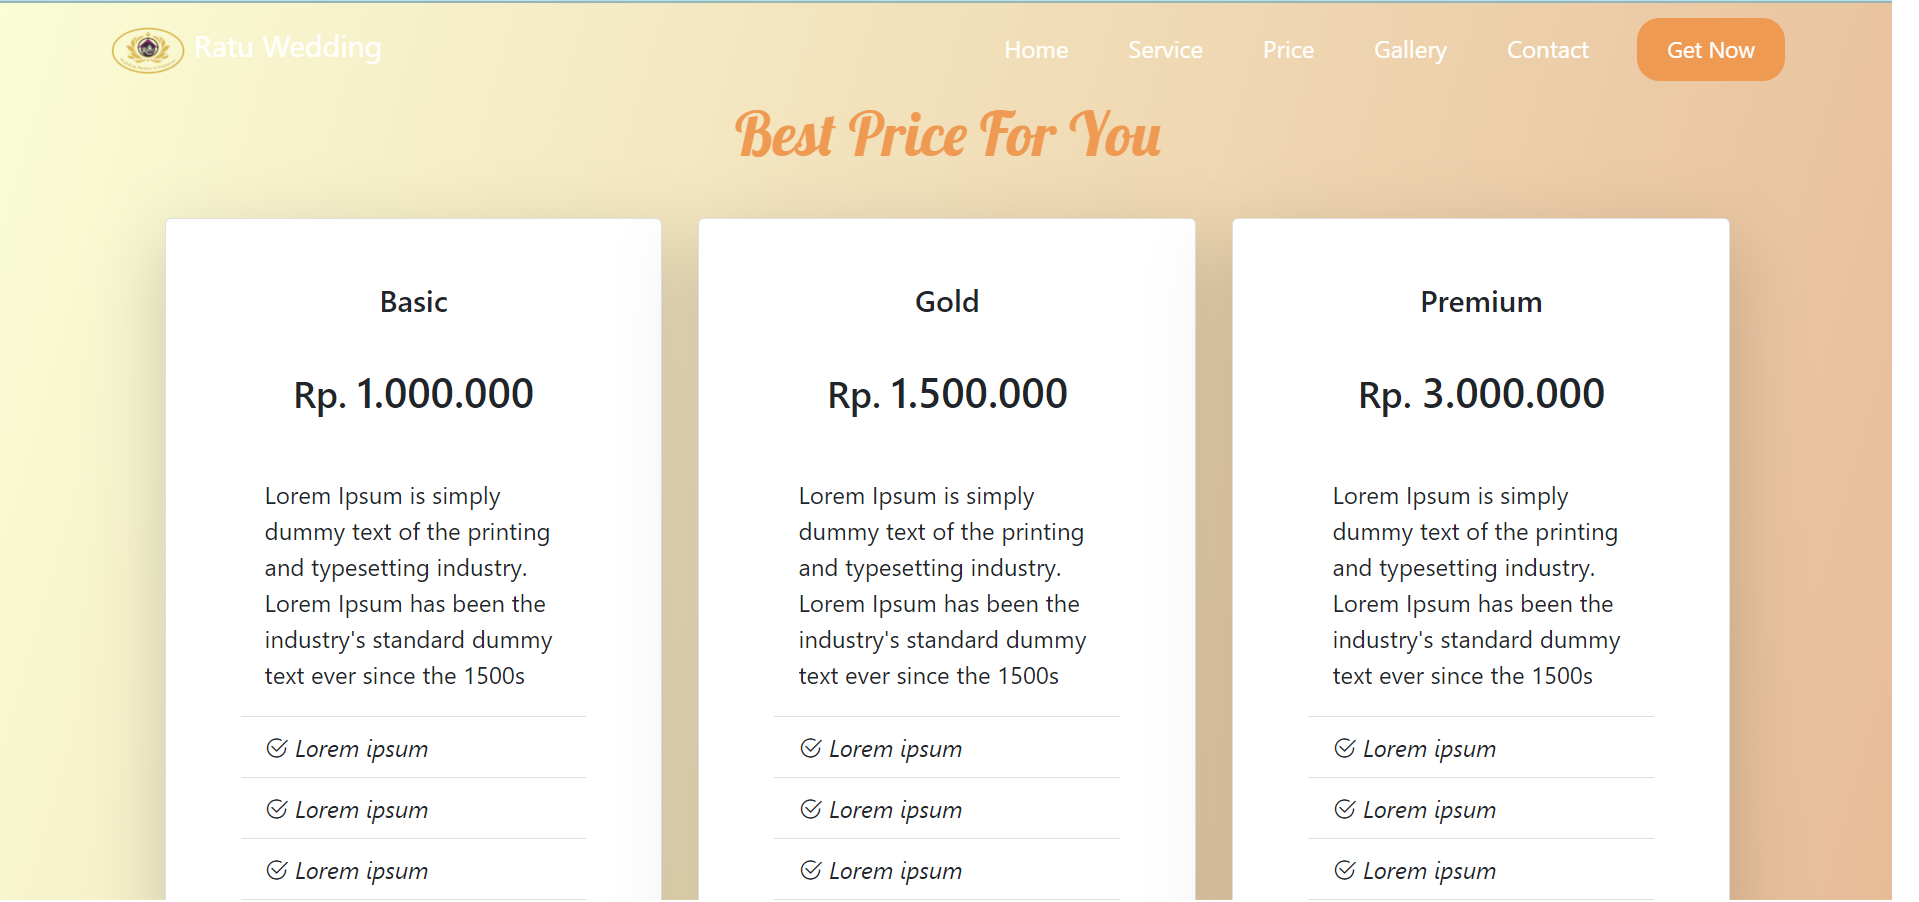 Ratu Wedding
Home Service Price Gallery Contact Get Now
Best Price For You
Basic
Rp. 1.000.000
Lorem Ipsum is simply
dummy text of the printing
and typesetting industry.
Lorem Ipsum has been the
industry's standard dummy
text ever since the 1500s
Lorem ipsum
Lorem ipsum
Lorem ipsum
Gold
Rp. 1.500.000
Lorem Ipsum is simply
dummy text of the printing
and typesetting industry.
Lorem Ipsum has been the
industry's standard dummy
text ever since the 1500s
Lorem ipsum
Lorem ipsum
Lorem ipsum
Premium
Rp. 3.000.000
Lorem Ipsum is simply
dummy text of the printing
and typesetting industry.
Lorem Ipsum has been the
industry's standard dummy
text ever since the 1500s
Lorem ipsum
Lorem ipsum
Lorem ipsum